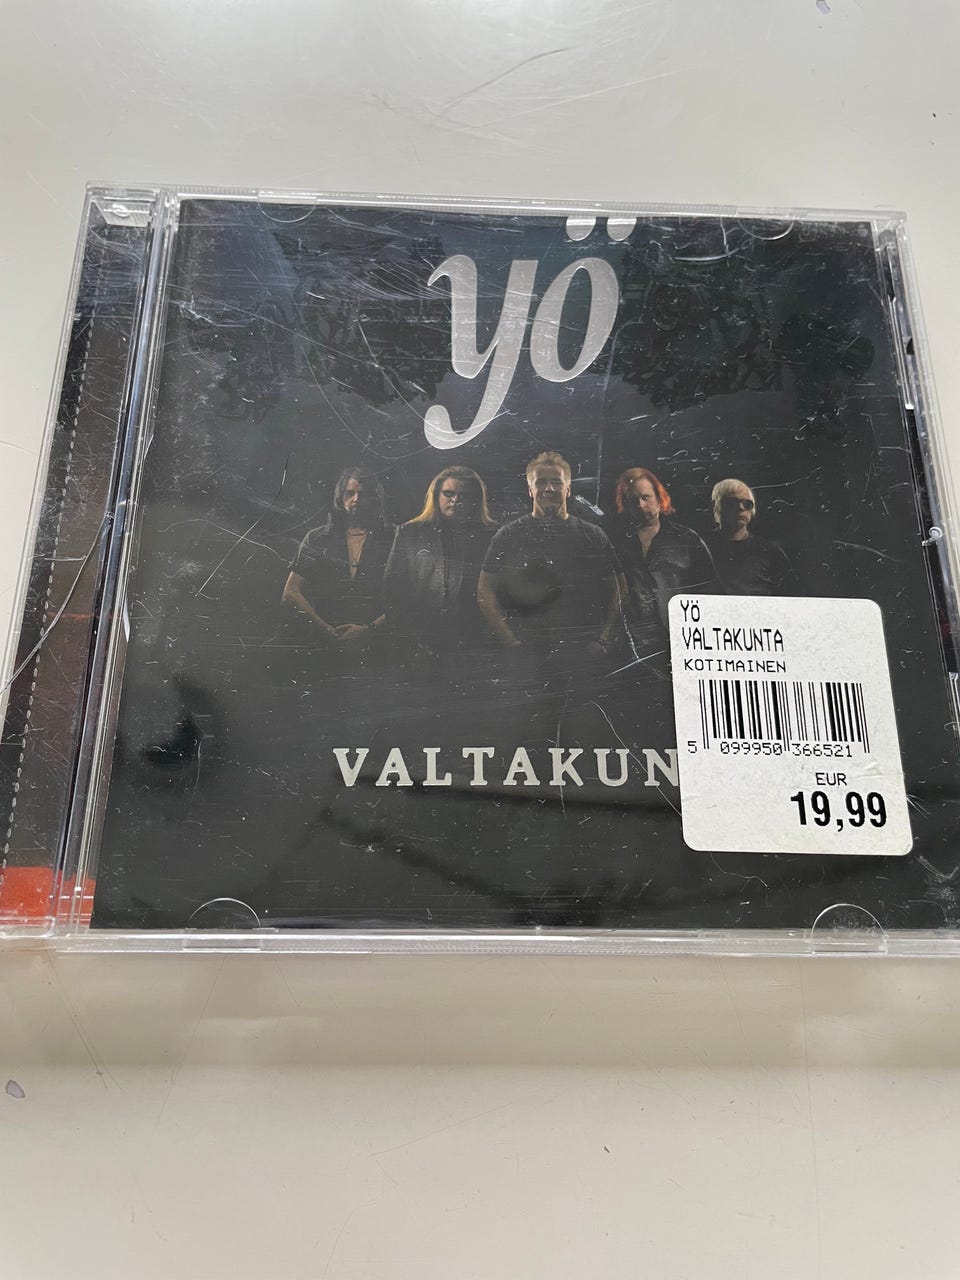 yö
YÖ
VALTAKUNTA
KOTIMAINEN
5 099950 366521
EUR
19,99
VALTAKUN